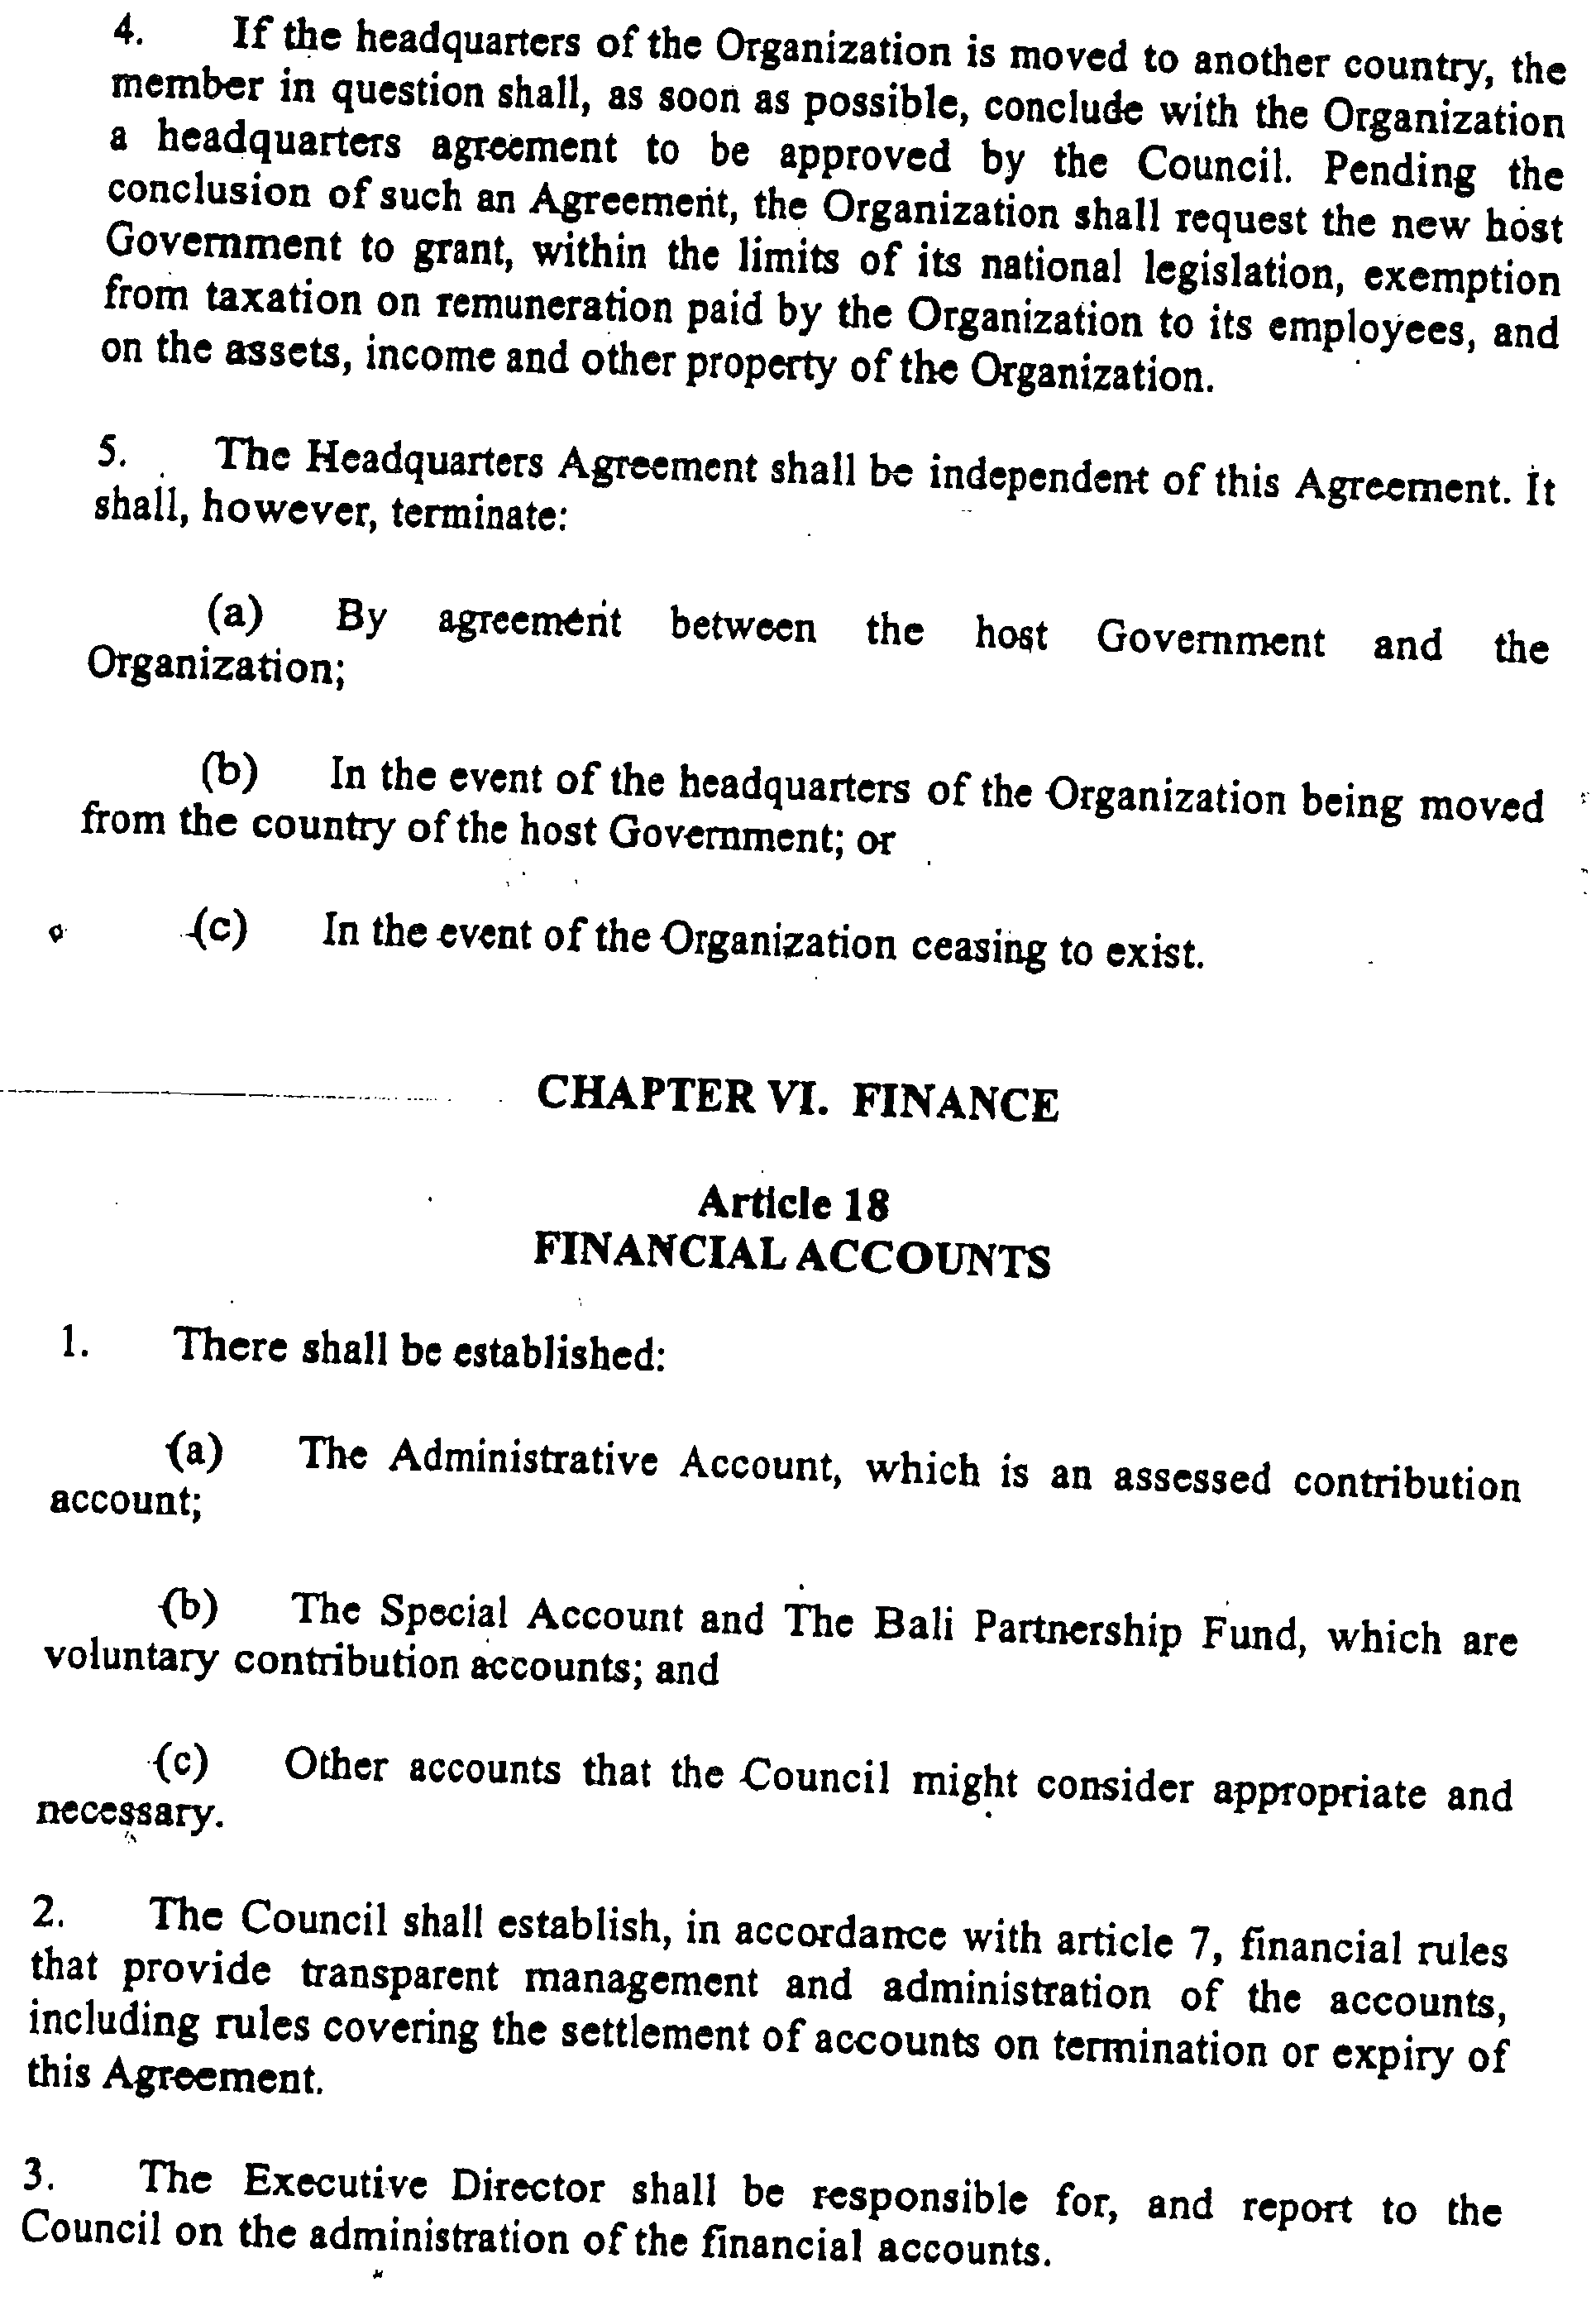 4. If the headquarters of the Organization is moved to another country, the
member in question shall, as soon as possible, conclude with the Organization
a headquarters agreement to be approved by the Council. Pending the
conclusion of such an Agreement, the Organization shall request the new host
Government to grant, within the limits of its national legislation, exemption
from taxation on remuneration paid by the Organization to its employees, and
on the assets, income and other property of the Organization.
5. The Headquarters Agreement shall be independent of this Agreement. It
shall, however, terminate:
(a) By agreement between the host Government and the
Organization;
(b) In the event of the headquarters of the Organization being moved
from the country of the host Government; or
(c) In the event of the Organization ceasing to exist.
CHAPTER VI. FINANCE
Article 18
FINANCIAL ACCOUNTS
1. There shall be established:
(a) The Administrative Account, which is an assessed contribution
account;
(b) The Special Account and The Bali Partnership Fund, which are
voluntary contribution accounts; and
(c) Other accounts that the Council might consider appropriate and
necessary.
2. The Council shall establish, in accordance with article 7, financial rules
that provide transparent management and administration of the accounts,
including rules covering the settlement of accounts on termination or expiry of
this Agreement.
3. The Executive Director shall be responsible for, and report to the
Council on the administration of the financial accounts.